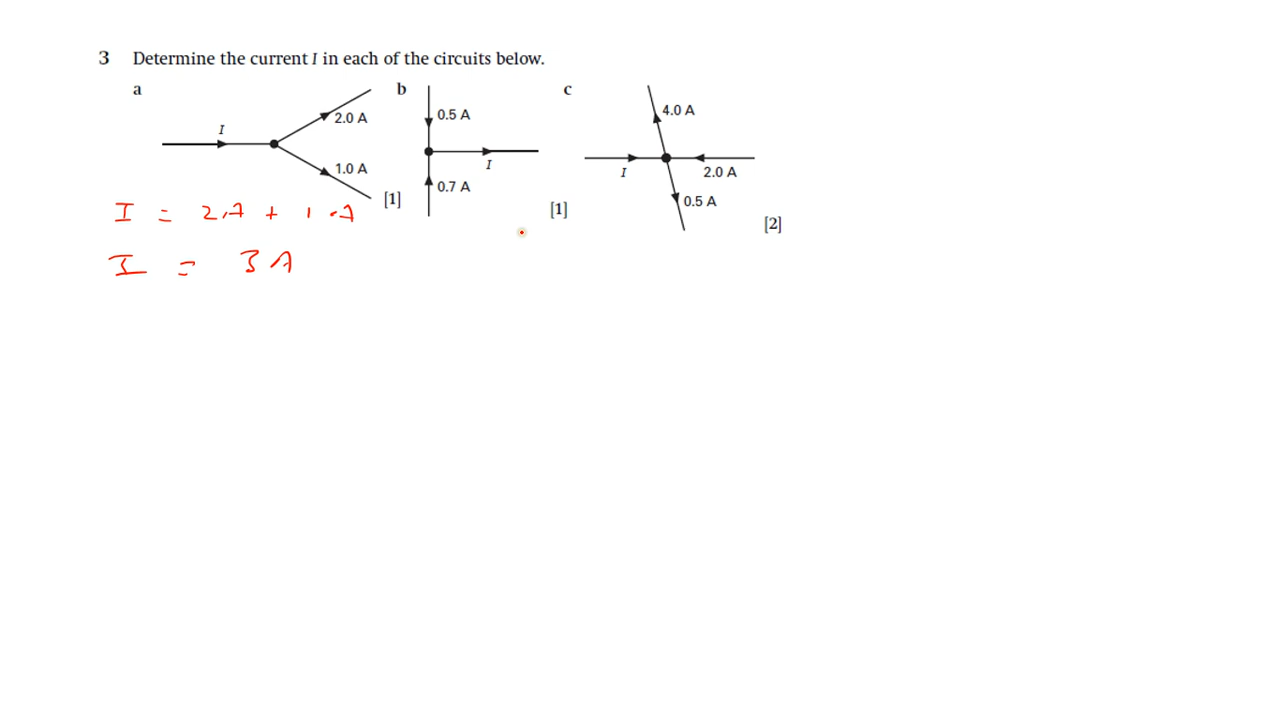 3 Determine the current I in each of the circuits below.
a
b
c
I
2.0 A
1.0 A
[1]
0.5 A
I
0.7 A
[1]
4.0 A
I
2.0 A
0.5 A
[2]
I = 2A + 1A
I = 3A